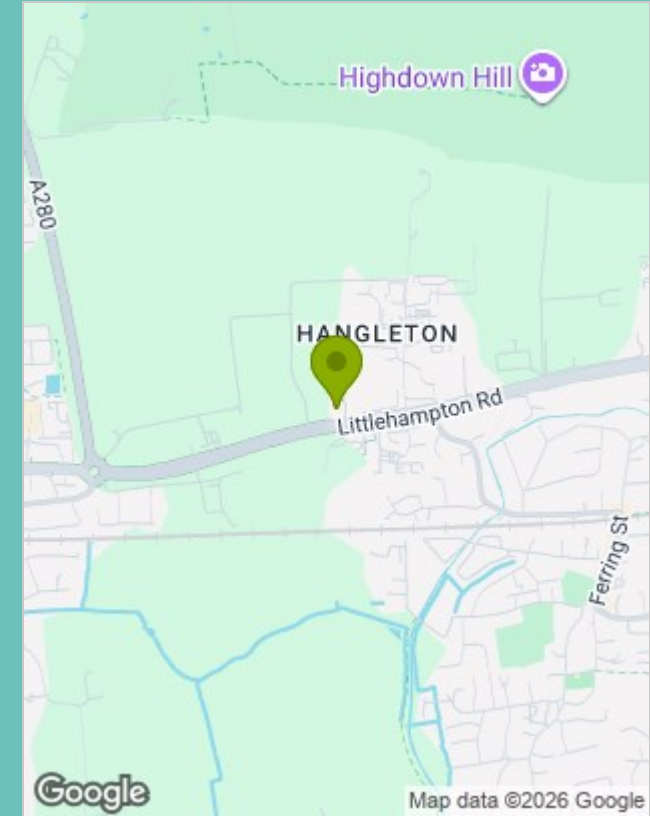 Highdown Hill
A280
HANGLETON
Littlehampton Rd
Ferring St
Google
Map data ©2026 Google